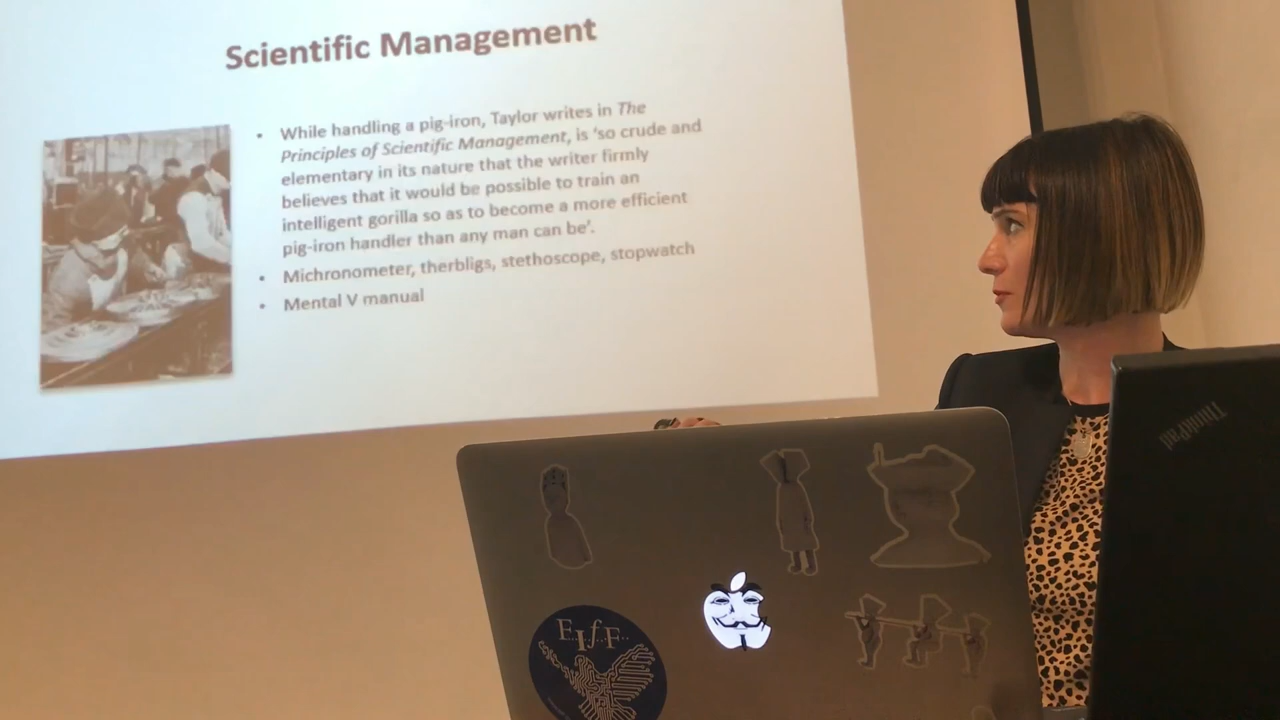 Scientific Management
• While handling a pig-iron, Taylor writes in The
Principles of Scientific Management, is ‘so crude and
elementary in its nature that the writer firmly
believes that it would be possible to train an
intelligent gorilla so as to become a more efficient
pig-iron handler than any man can be’.
• Michronometer, therbligs, stethoscope, stopwatch
• Mental V manual
ThinkPad
E..IfF..